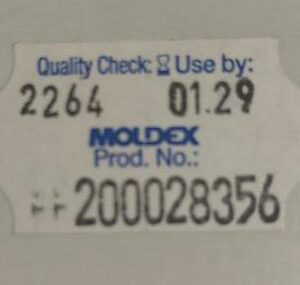 Quality Check: ⌛ Use by:
2264 01.29
MOLDEX
Prod. No.:
200028356